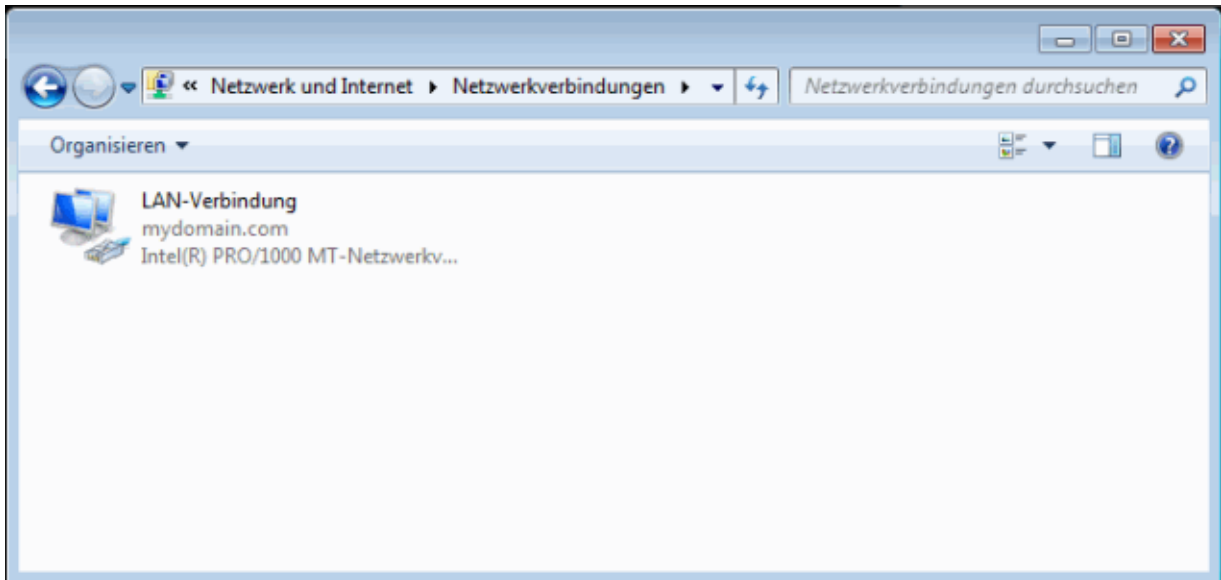 « Netzwerk und Internet Netzwerkverbindungen
Netzwerkverbindungen durchsuchen
Organisieren
LAN-Verbindung
mydomain.com
Intel(R) PRO/1000 MT-Netzwerkv...